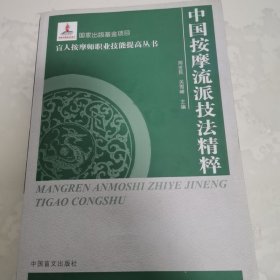 国家出版基金项目
盲人按摩师职业技能提高丛书
中国按摩流派技法精粹
主编
MANGREN ANMOSHI ZHIYE JINENG
TIGAO CONGSHU
中国盲文出版社